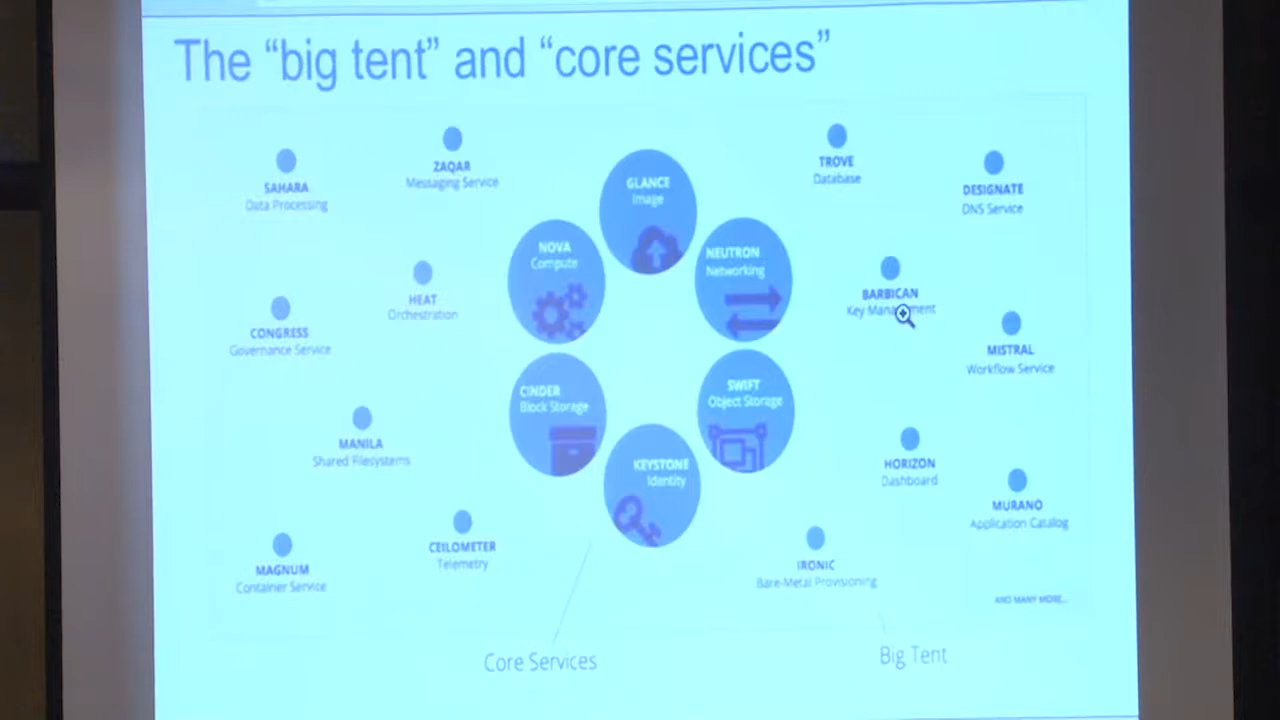 The “big tent” and “core services”
SAHARA
Data Processing
ZAQAR
Messaging Service
GLANCE
Image
TROVE
Database
DESIGNATE
DNS Service
NOVA
Compute
NEUTRON
Networking
HEAT
Orchestration
BARBICAN
Key Management
CONGRESS
Governance Service
MISTRAL
Workflow Service
CINDER
Block Storage
SWIFT
Object Storage
MANILA
Shared Filesystems
KEYSTONE
Identity
HORIZON
Dashboard
MURANO
Application Catalog
CEILOMETER
Telemetry
MAGNUM
Container Service
IRONIC
Bare-Metal Provisioning
AND MANY MORE...
Core Services
Big Tent